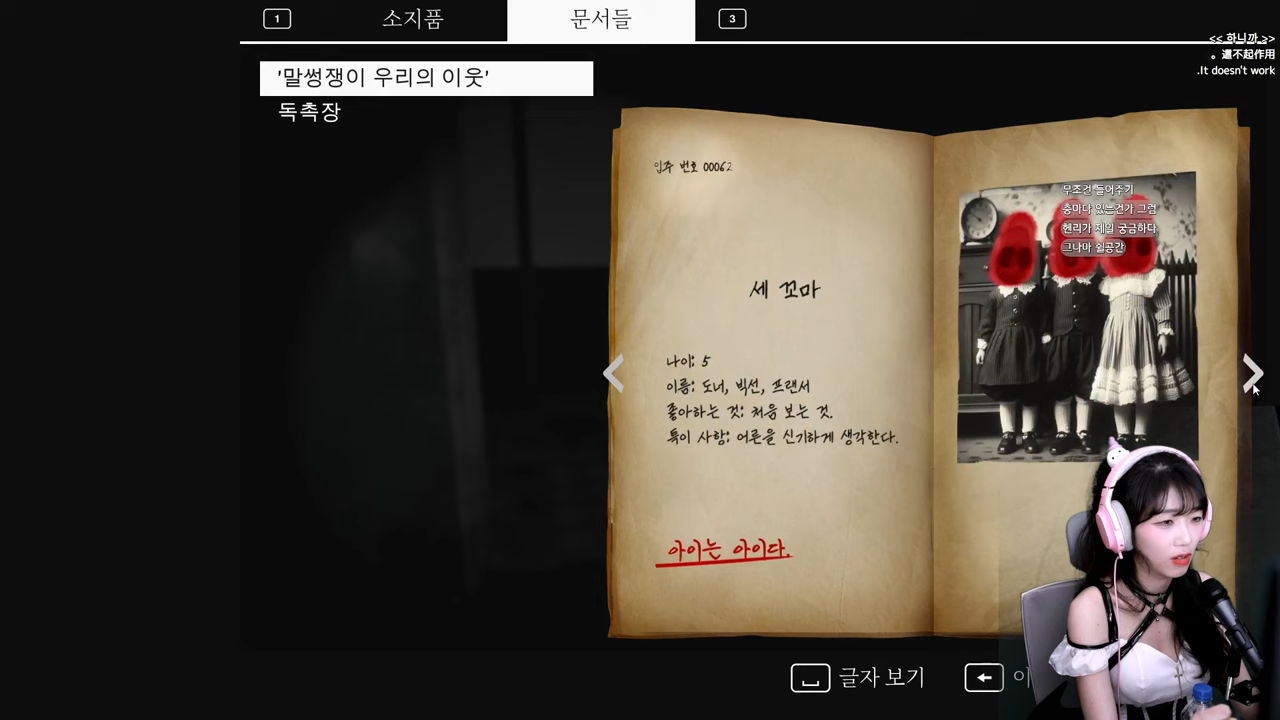 1
소지품
문서들
3
<< 하니까 >>
。還不起作用
.It doesn't work
'말썽쟁이 우리의 이웃'
독촉장
입주 번호 00062
세 꼬마
나이: 5
이름: 도너, 빅선, 프랜서
좋아하는 것: 처음 보는 것.
특이 사항: 어른을 신기하게 생각한다.
아이는 아이다.
무조건 들어주기
층마다 있는건가 그럼
헨리가 제일 궁금하다
그나마 쉴공간
글자 보기
이